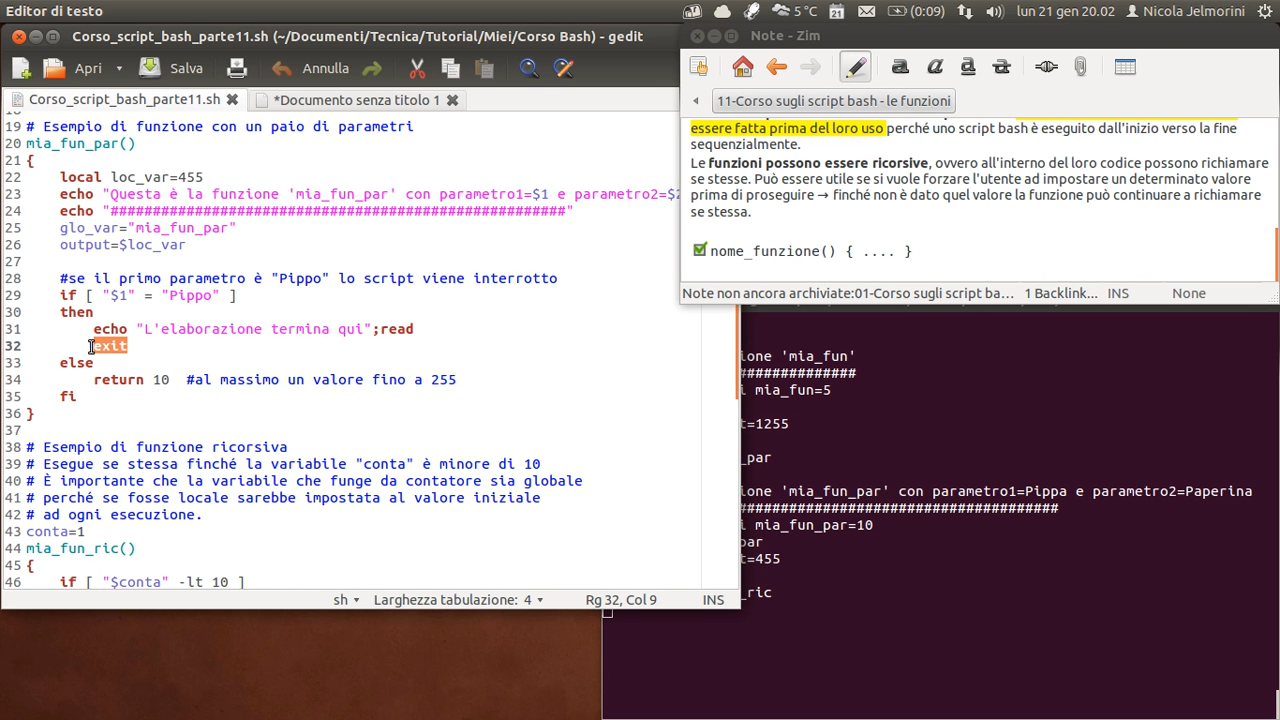 Editor di testo
5 °C
21
(0:09)
lun 21 gen 20.02
Nicola Jelmorini
Corso_script_bash_parte11.sh (~/Documenti/Tecnica/Tutorial/Miei/Corso Bash) - gedit
Apri
Salva
Annulla
Corso_script_bash_parte11.sh
*Documento senza titolo 1
19 # Esempio di funzione con un paio di parametri
20 mia_fun_par()
21 {
22     local loc_var=455
23     echo "Questa è la funzione 'mia_fun_par' con parametro1=$1 e parametro2=$2
24     echo "######################################################"
25     glo_var="mia_fun_par"
26     output=$loc_var
27
28     #se il primo parametro è "Pippo" lo script viene interrotto
29     if [ "$1" = "Pippo" ]
30     then
31         echo "L'elaborazione termina qui";read
32         exit
33     else
34         return 10  #al massimo un valore fino a 255
35     fi
36 }
37
38 # Esempio di funzione ricorsiva
39 # Esegue se stessa finché la variabile "conta" è minore di 10
40 # È importante che la variabile che funge da contatore sia globale
41 # perché se fosse locale sarebbe impostata al valore iniziale
42 # ad ogni esecuzione.
43 conta=1
44 mia_fun_ric()
45 {
46     if [ "$conta" -lt 10 ]
sh
Larghezza tabulazione: 4
Rg 32, Col 9
INS
Note - Zim
11-Corso sugli script bash - le funzioni
essere fatta prima del loro uso perché uno script bash è eseguito dall'inizio verso la fine
sequenzialmente.
Le funzioni possono essere ricorsive, ovvero all'interno del loro codice possono richiamare
se stesse. Può essere utile se si vuole forzare l'utente ad impostare un determinato valore
prima di proseguire → finché non è dato quel valore la funzione può continuare a richiamare
se stessa.
nome_funzione() { .... }
Note non ancora archiviate:01-Corso sugli script ba...
1 Backlink...
INS
None
ione 'mia_fun'
##############
i mia_fun=5
t=1255
_par
ione 'mia_fun_par' con parametro1=Pippa e parametro2=Paperina
######################################
i mia_fun_par=10
par
t=455
_ric